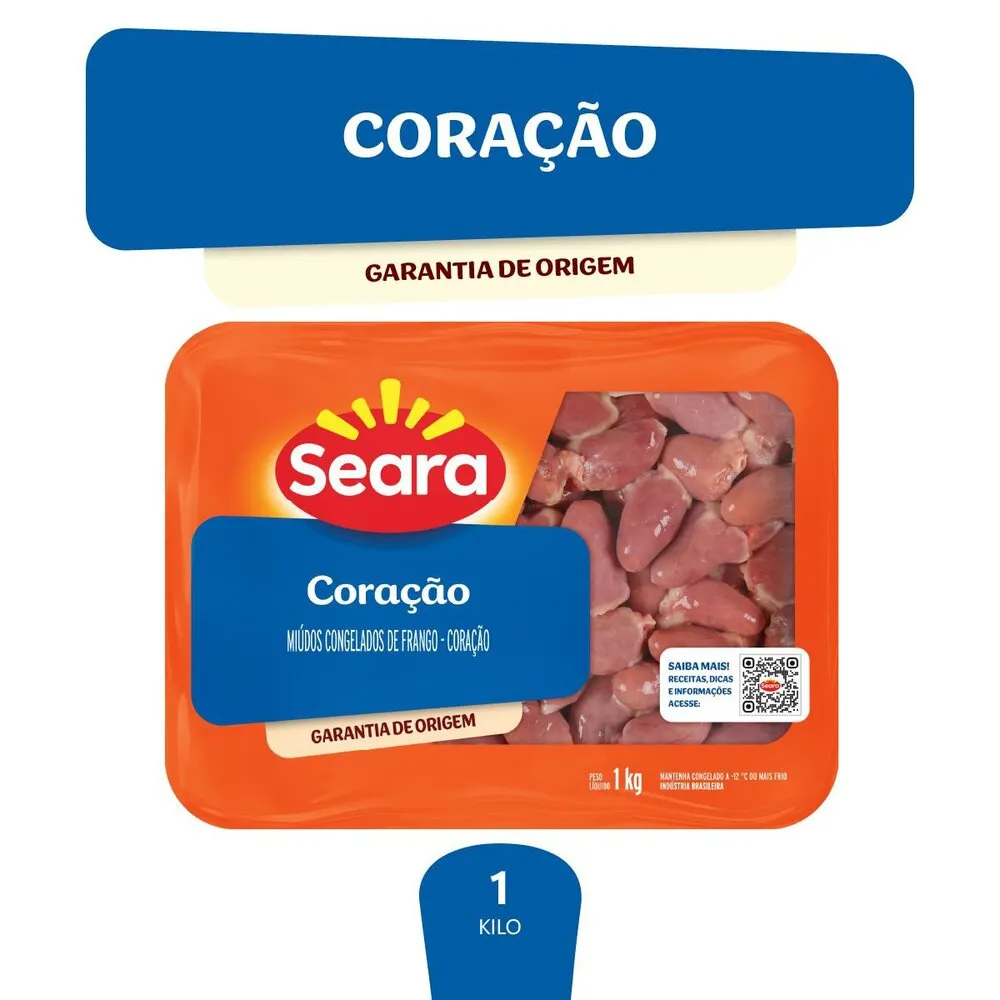 CORAÇÃO
GARANTIA DE ORIGEM
Seara
Coração
MIÚDOS CONGELADOS DE FRANGO - CORAÇÃO
GARANTIA DE ORIGEM
SAIBA MAIS!
RECEITAS, DICAS
E INFORMAÇÕES
ACESSE:
Seara
PESO
LÍQUIDO 1 kg
MANTENHA CONGELADO A -12 °C OU MAIS FRIO
INDÚSTRIA BRASILEIRA
1
KILO